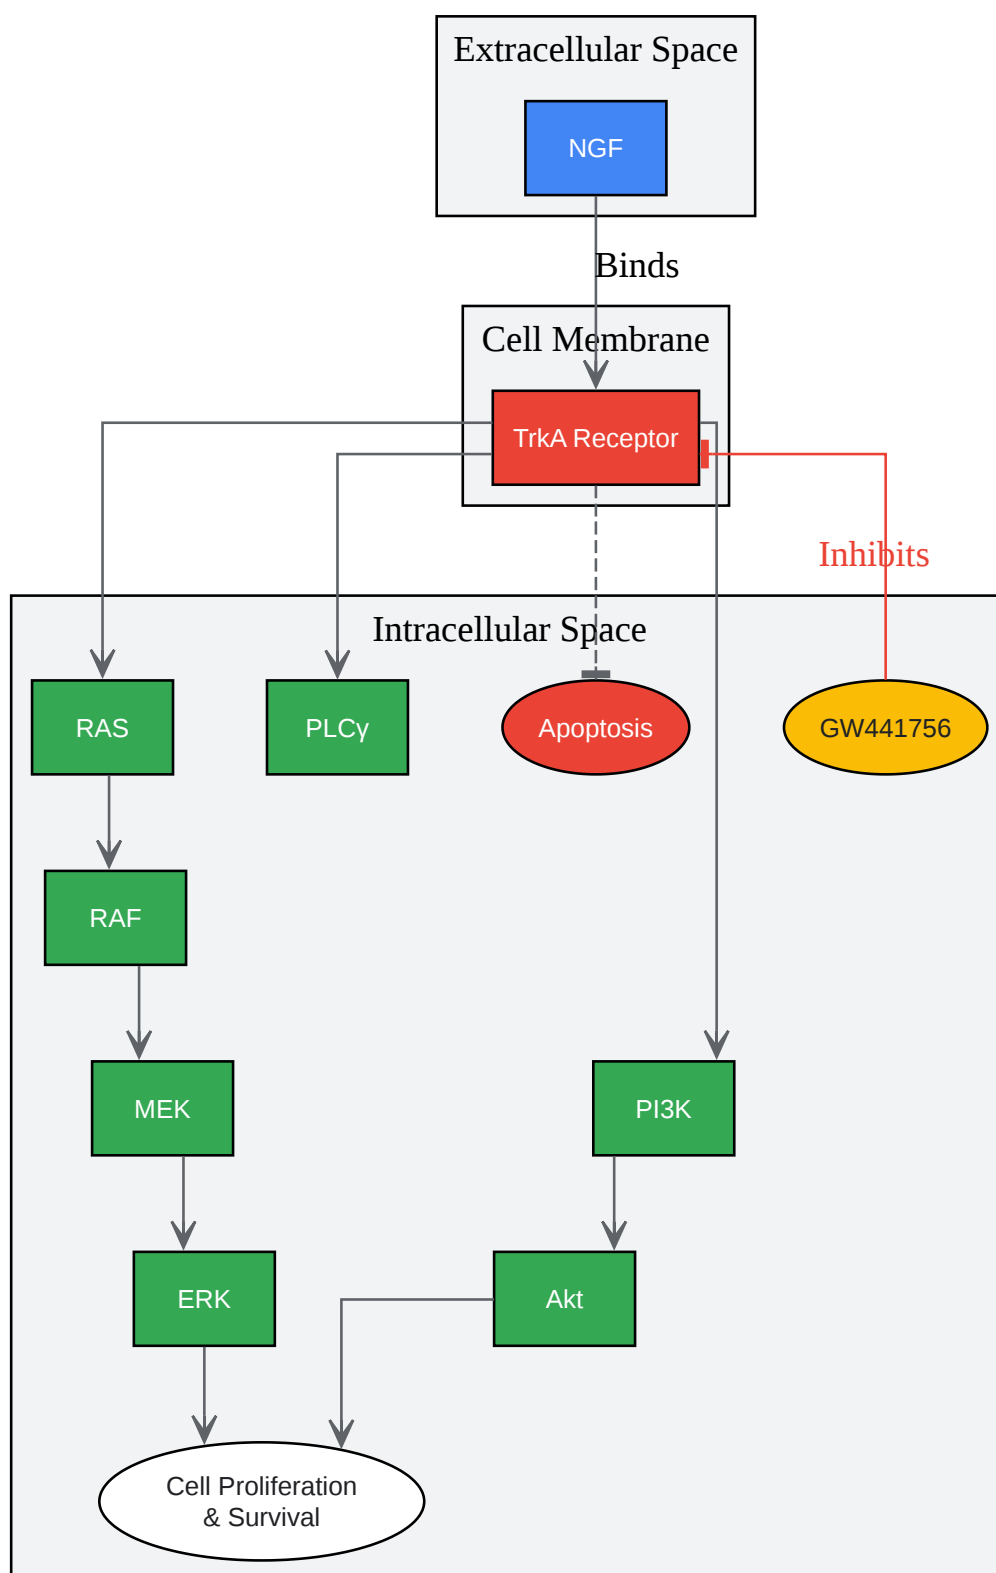 Extracellular Space
NGF
Binds
Cell Membrane
TrkA Receptor
Inhibits
Intracellular Space
RAS
PLCγ
Apoptosis
GW441756
RAF
MEK
PI3K
ERK
Akt
Cell Proliferation
& Survival